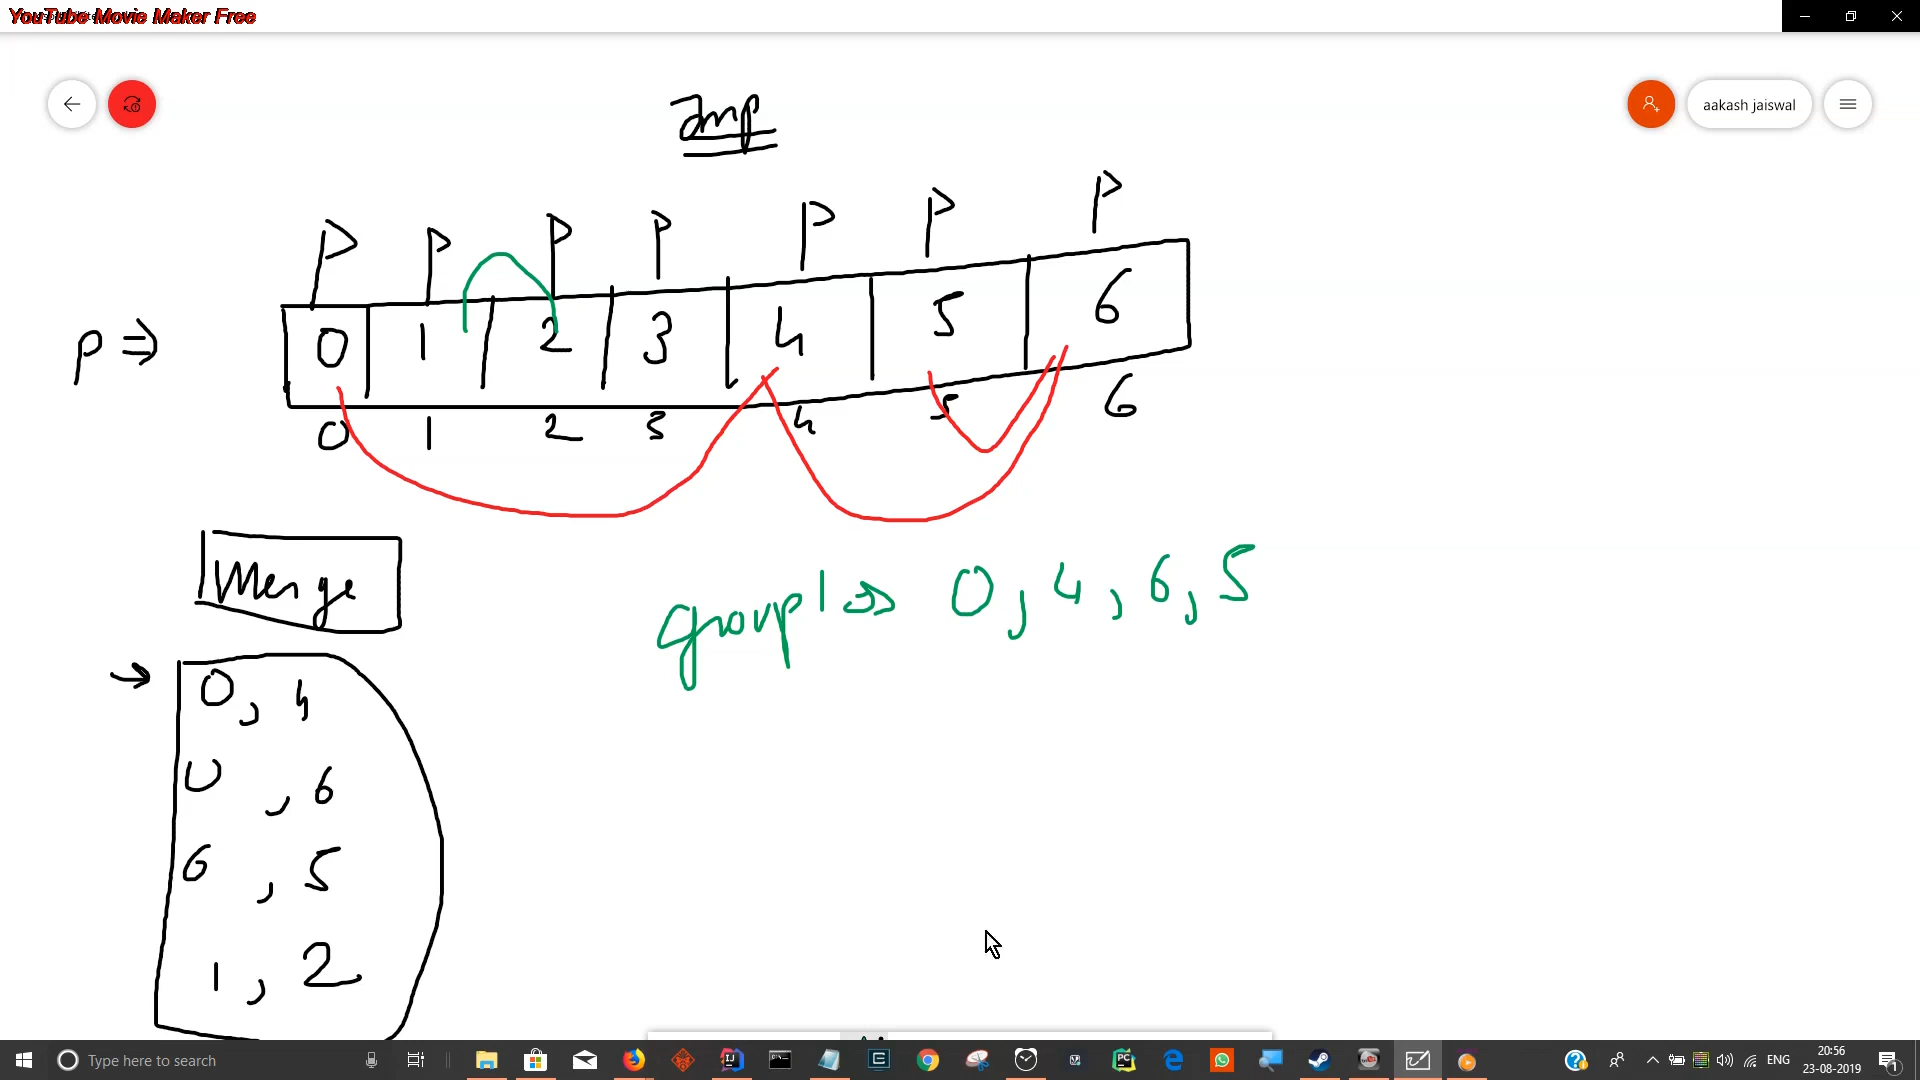 YouTube Movie Maker Free
aakash jaiswal
Imp
P P P P P P P
p ⇒ 0 1 2 3 4 5 6
0 1 2 3 4 5 6
Merge
group1 => 0, 4, 6, 5
→ 0, 4
0, 6
6, 5
1, 2
Type here to search
ENG
20:56
23-08-2019
1